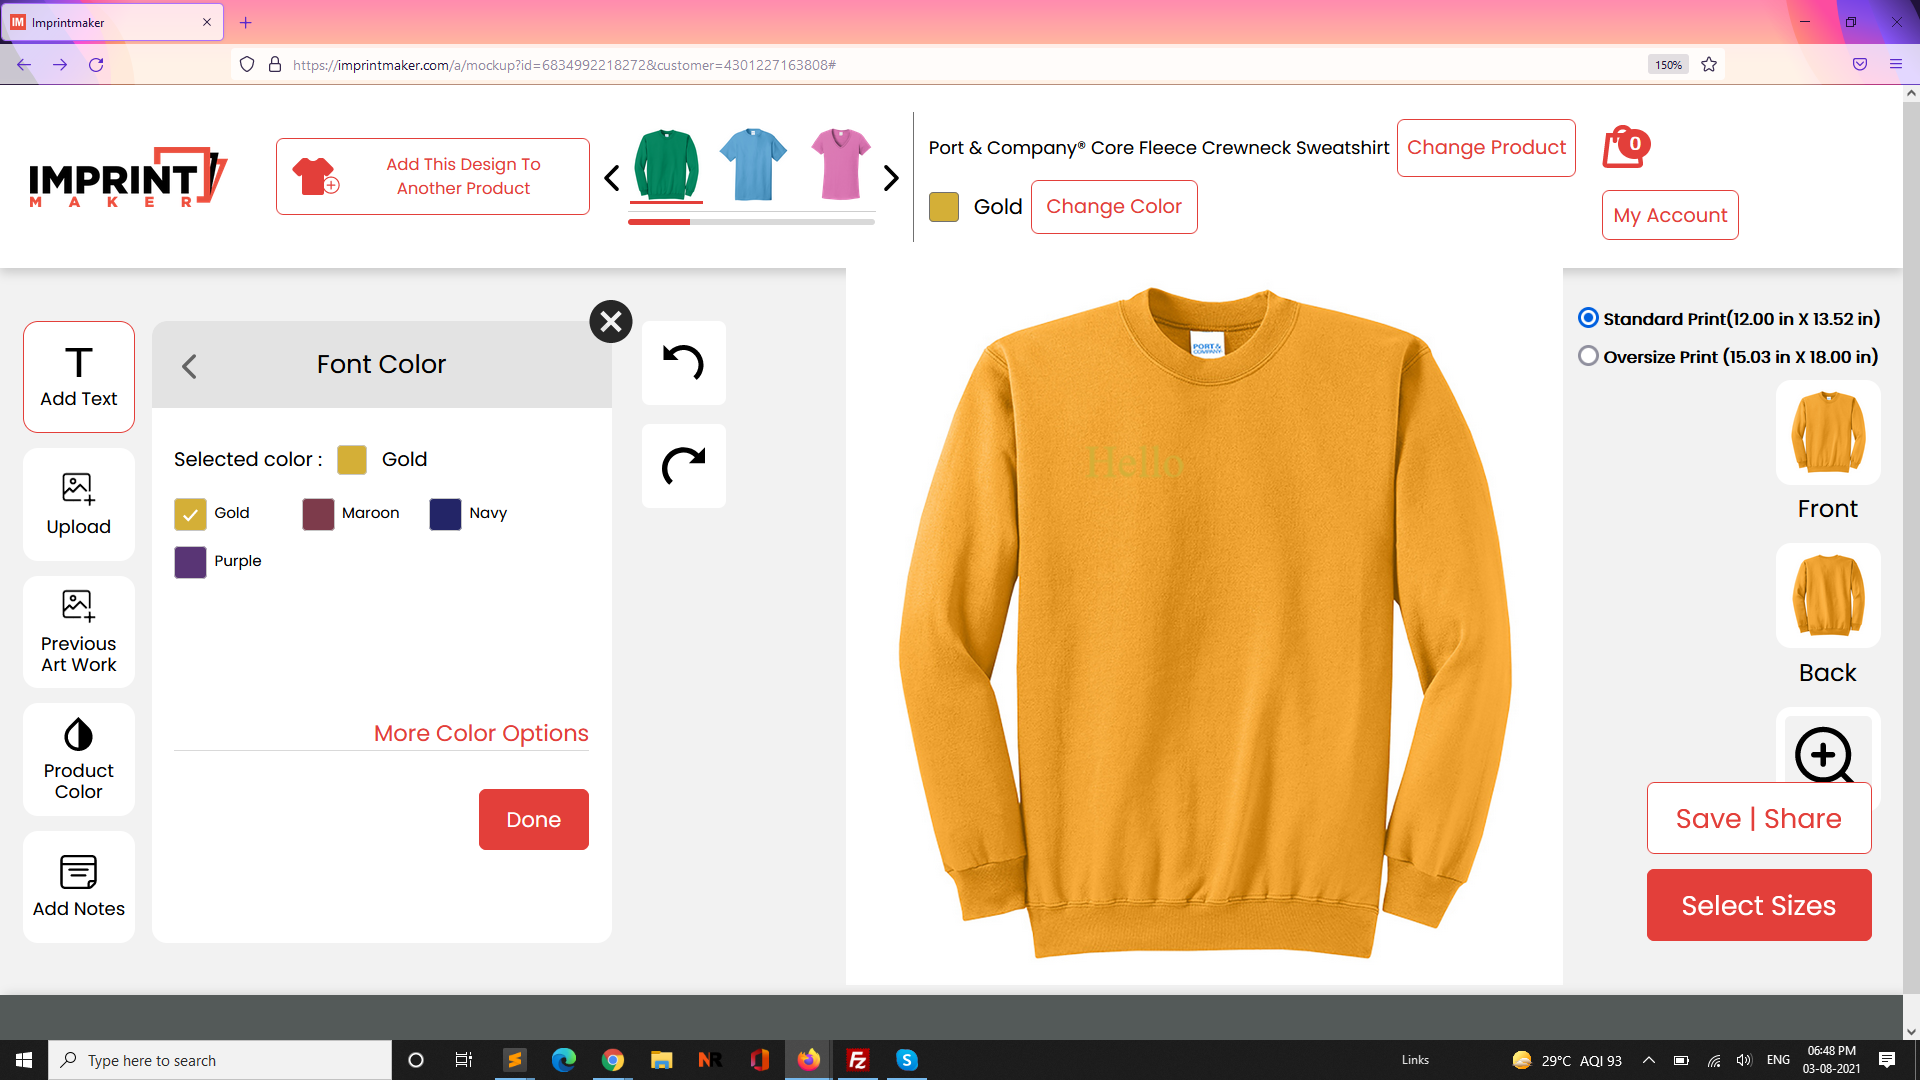 Imprintmaker
https://imprintmaker.com/a/mockup?id=6834992218272&customer=4301227163808#
150%
IMPRINT
MAKER
Add This Design To
Another Product
Port & Company® Core Fleece Crewneck Sweatshirt
Change Product
0
Gold
Change Color
My Account
Add Text
Upload
Previous
Art Work
Product
Color
Add Notes
Font Color
Selected color :
Gold
Gold
Maroon
Navy
Purple
More Color Options
Done
PORT &
COMPANY
Hello
Standard Print(12.00 in X 13.52 in)
Oversize Print (15.03 in X 18.00 in)
Front
Back
Save | Share
Select Sizes
Type here to search
Links
29°C AQI 93
ENG
06:48 PM
03-08-2021